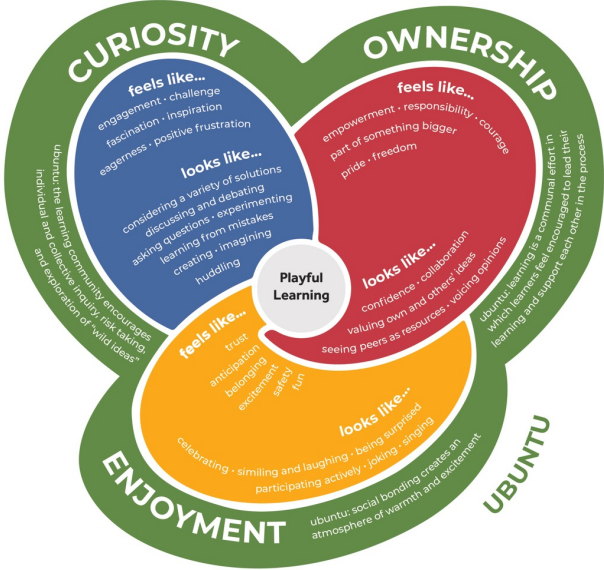 CURIOSITY
feels like...
engagement • challenge
fascination • inspiration
eagerness • positive frustration
looks like...
considering a variety of solutions
discussing and debating
asking questions • experimenting
learning from mistakes
creating • imagining
huddling
ubuntu: the learning community encourages
individual and collective inquiry, risk taking,
and exploration of "wild ideas"
OWNERSHIP
feels like...
empowerment • responsibility • courage
part of something bigger
pride • freedom
looks like...
confidence • collaboration
valuing own and others' ideas
seeing peers as resources • voicing opinions
ubuntu: learning is a communal effort in
which learners feel encouraged to lead their
learning and support each other in the process
Playful
Learning
ENJOYMENT
feels like...
trust
anticipation
belonging
excitement
safety
fun
looks like...
celebrating • similing and laughing • being surprised
participating actively • joking • singing
ubuntu: social bonding creates an
atmosphere of warmth and excitement
UBUNTU